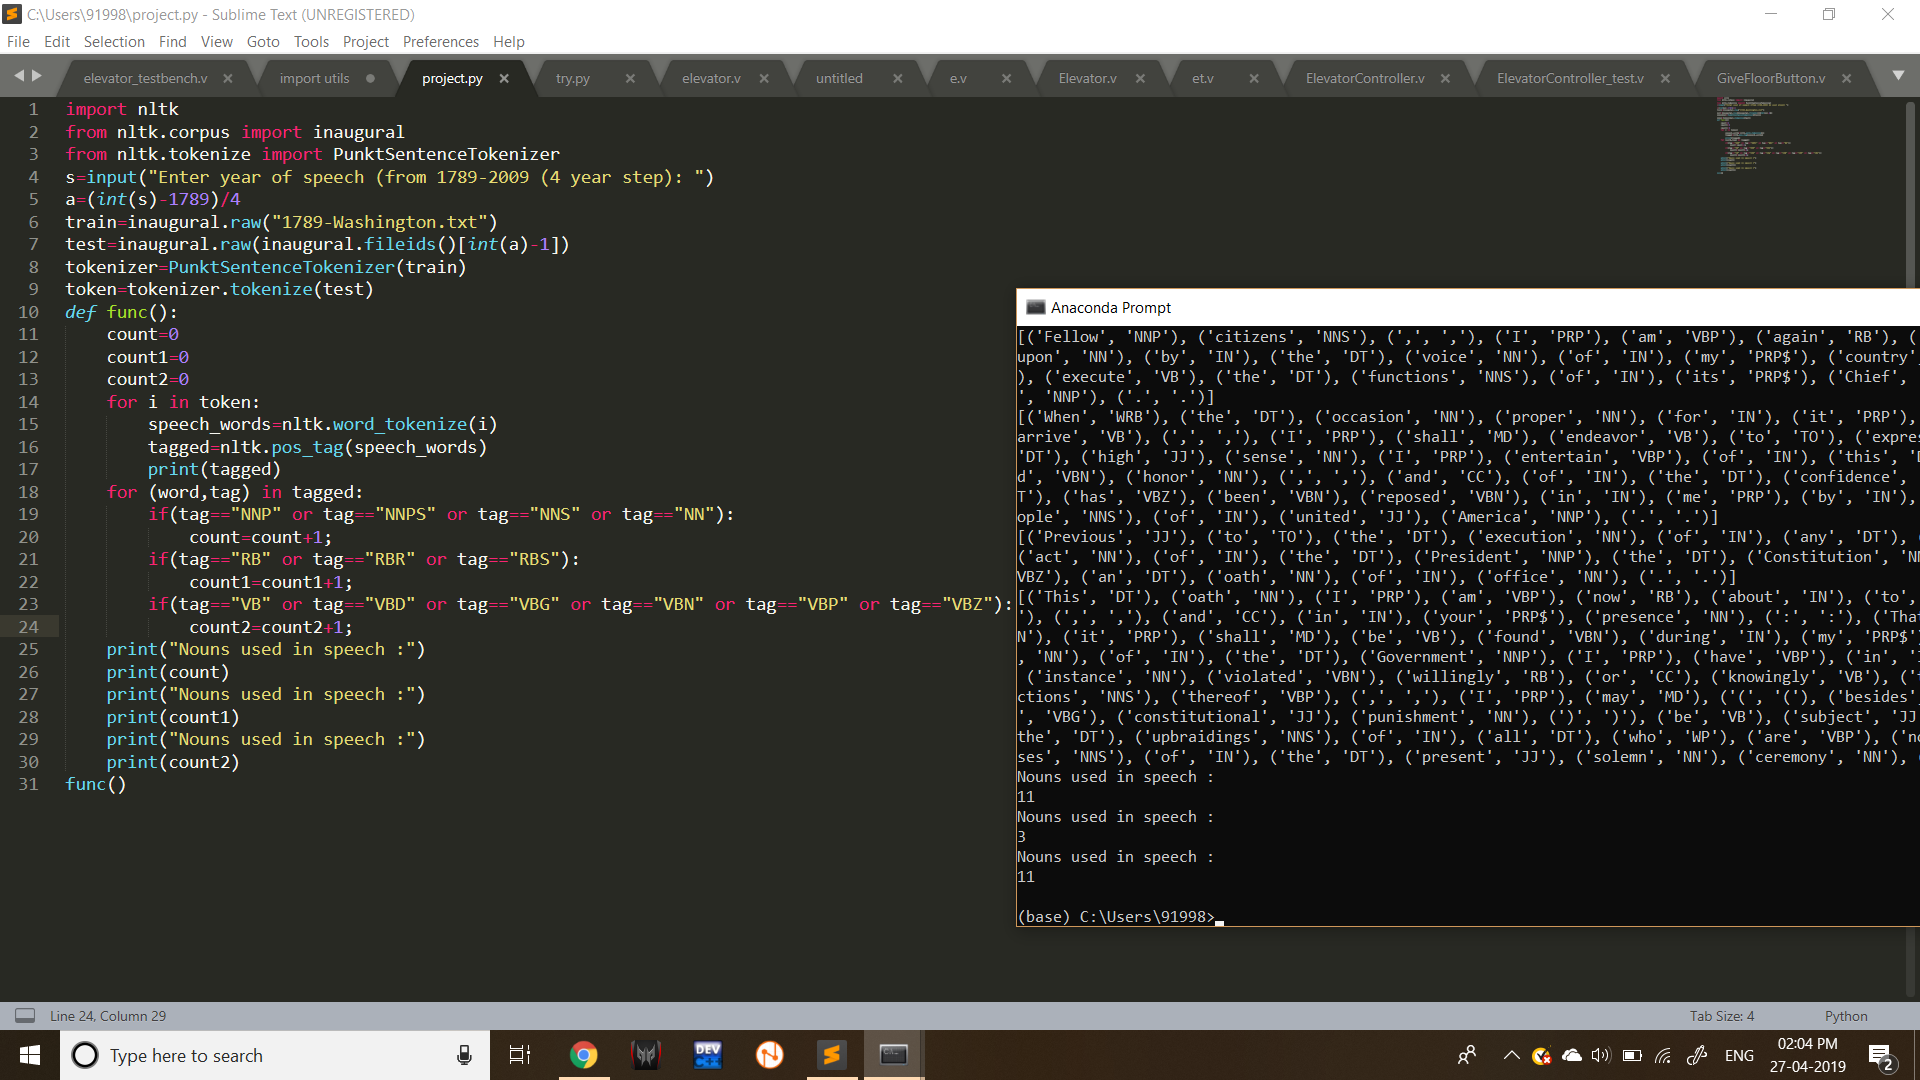 C:\Users\91998\project.py - Sublime Text (UNREGISTERED)
File Edit Selection Find View Goto Tools Project Preferences Help
elevator_testbench.v import utils project.py try.py elevator.v untitled e.v Elevator.v et.v ElevatorController.v ElevatorController_test.v GiveFloorButton.v
1 import nltk
2 from nltk.corpus import inaugural
3 from nltk.tokenize import PunktSentenceTokenizer
4 s=input("Enter year of speech (from 1789-2009 (4 year step): ")
5 a=(int(s)-1789)/4
6 train=inaugural.raw("1789-Washington.txt")
7 test=inaugural.raw(inaugural.fileids()[int(a)-1])
8 tokenizer=PunktSentenceTokenizer(train)
9 token=tokenizer.tokenize(test)
10 def func():
11 count=0
12 count1=0
13 count2=0
14 for i in token:
15 speech_words=nltk.word_tokenize(i)
16 tagged=nltk.pos_tag(speech_words)
17 print(tagged)
18 for (word,tag) in tagged:
19 if(tag=="NNP" or tag=="NNPS" or tag=="NNS" or tag=="NN"):
20 count=count+1;
21 if(tag=="RB" or tag=="RBR" or tag=="RBS"):
22 count1=count1+1;
23 if(tag=="VB" or tag=="VBD" or tag=="VBG" or tag=="VBN" or tag=="VBP" or tag=="VBZ"):
24 count2=count2+1;
25 print("Nouns used in speech :")
26 print(count)
27 print("Nouns used in speech :")
28 print(count1)
29 print("Nouns used in speech :")
30 print(count2)
31 func()
Anaconda Prompt
[('Fellow', 'NNP'), ('citizens', 'NNS'), (',', ','), ('I', 'PRP'), ('am', 'VBP'), ('again', 'RB'), (
upon', 'NN'), ('by', 'IN'), ('the', 'DT'), ('voice', 'NN'), ('of', 'IN'), ('my', 'PRP$'), ('country'
), ('execute', 'VB'), ('the', 'DT'), ('functions', 'NNS'), ('of', 'IN'), ('its', 'PRP$'), ('Chief',
', 'NNP'), ('.', '.')]
[('When', 'WRB'), ('the', 'DT'), ('occasion', 'NN'), ('proper', 'NN'), ('for', 'IN'), ('it', 'PRP'),
arrive', 'VB'), (',', ','), ('I', 'PRP'), ('shall', 'MD'), ('endeavor', 'VB'), ('to', 'TO'), ('expre
'DT'), ('high', 'JJ'), ('sense', 'NN'), ('I', 'PRP'), ('entertain', 'VBP'), ('of', 'IN'), ('this', 'D
d', 'VBN'), ('honor', 'NN'), (',', ','), ('and', 'CC'), ('of', 'IN'), ('the', 'DT'), ('confidence',
T'), ('has', 'VBZ'), ('been', 'VBN'), ('reposed', 'VBN'), ('in', 'IN'), ('me', 'PRP'), ('by', 'IN'),
ople', 'NNS'), ('of', 'IN'), ('united', 'JJ'), ('America', 'NNP'), ('.', '.')]
[('Previous', 'JJ'), ('to', 'TO'), ('the', 'DT'), ('execution', 'NN'), ('of', 'IN'), ('any', 'DT'), (
('act', 'NN'), ('of', 'IN'), ('the', 'DT'), ('President', 'NNP'), ('the', 'DT'), ('Constitution', 'NN
VBZ'), ('an', 'DT'), ('oath', 'NN'), ('of', 'IN'), ('office', 'NN'), ('.', '.')]
[('This', 'DT'), ('oath', 'NN'), ('I', 'PRP'), ('am', 'VBP'), ('now', 'RB'), ('about', 'IN'), ('to',
'), (',', ','), ('and', 'CC'), ('in', 'IN'), ('your', 'PRP$'), ('presence', 'NN'), (':', ':'), ('Tha
N'), ('it', 'PRP'), ('shall', 'MD'), ('be', 'VB'), ('found', 'VBN'), ('during', 'IN'), ('my', 'PRP$'
, 'NN'), ('of', 'IN'), ('the', 'DT'), ('Government', 'NNP'), ('I', 'PRP'), ('have', 'VBP'), ('in', 'I
('instance', 'NN'), ('violated', 'VBN'), ('willingly', 'RB'), ('or', 'CC'), ('knowingly', 'VB'), ('t
ctions', 'NNS'), ('thereof', 'VBP'), (',', ','), ('I', 'PRP'), ('may', 'MD'), ('(', '('), ('besides'
', 'VBG'), ('constitutional', 'JJ'), ('punishment', 'NN'), (')', ')'), ('be', 'VB'), ('subject', 'JJ
the', 'DT'), ('upbraidings', 'NNS'), ('of', 'IN'), ('all', 'DT'), ('who', 'WP'), ('are', 'VBP'), ('no
ses', 'NNS'), ('of', 'IN'), ('the', 'DT'), ('present', 'JJ'), ('solemn', 'NN'), ('ceremony', 'NN'), (
Nouns used in speech :
11
Nouns used in speech :
3
Nouns used in speech :
11
(base) C:\Users\91998>
Line 24, Column 29 Tab Size: 4 Python
Type here to search
DEV C++
ENG
02:04 PM
27-04-2019
2